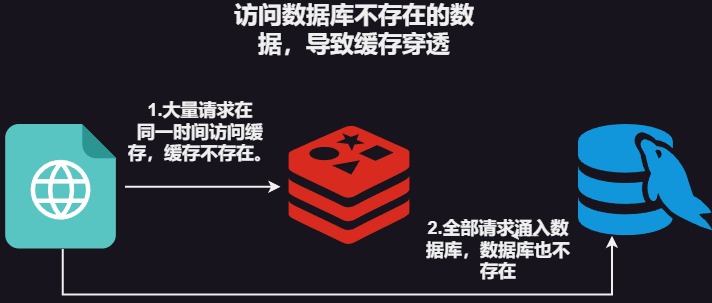 访问数据库不存在的数
据，导致缓存穿透
1.大量请求在
同一时间访问缓
存，缓存不存在。
2.全部请求涌入数
据库，数据库也不
存在